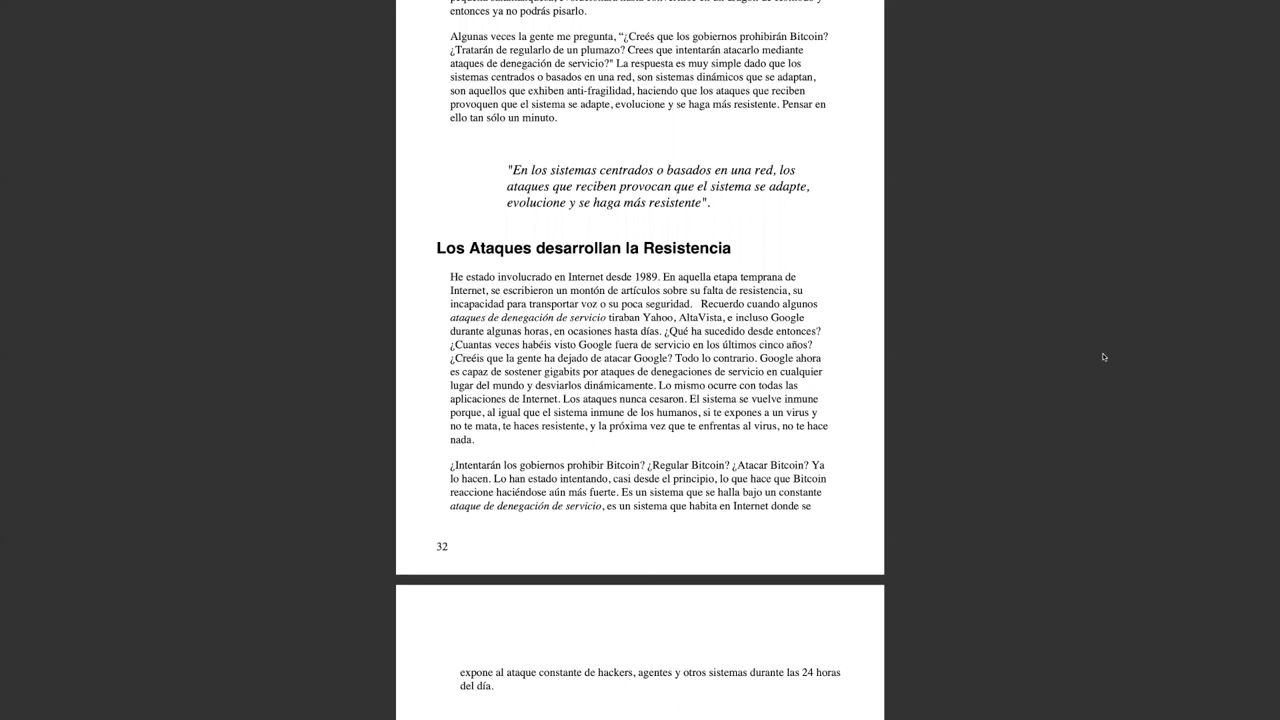 entonces ya no podrás pisarlo.
Algunas veces la gente me pregunta, “¿Creés que los gobiernos prohibirán Bitcoin?
¿Tratarán de regularlo de un plumazo? Crees que intentarán atacarlo mediante
ataques de denegación de servicio?" La respuesta es muy simple dado que los
sistemas centrados o basados en una red, son sistemas dinámicos que se adaptan,
son aquellos que exhiben anti-fragilidad, haciendo que los ataques que reciben
provoquen que el sistema se adapte, evolucione y se haga más resistente. Pensar en
ello tan sólo un minuto.
"En los sistemas centrados o basados en una red, los
ataques que reciben provocan que el sistema se adapte,
evolucione y se haga más resistente".
Los Ataques desarrollan la Resistencia
He estado involucrado en Internet desde 1989. En aquella etapa temprana de
Internet, se escribieron un montón de artículos sobre su falta de resistencia, su
incapacidad para transportar voz o su poca seguridad. Recuerdo cuando algunos
ataques de denegación de servicio tiraban Yahoo, AltaVista, e incluso Google
durante algunas horas, en ocasiones hasta días. ¿Qué ha sucedido desde entonces?
¿Cuantas veces habéis visto Google fuera de servicio en los últimos cinco años?
¿Creéis que la gente ha dejado de atacar Google? Todo lo contrario. Google ahora
es capaz de sostener gigabits por ataques de denegaciones de servicio en cualquier
lugar del mundo y desviarlos dinámicamente. Lo mismo ocurre con todas las
aplicaciones de Internet. Los ataques nunca cesaron. El sistema se vuelve inmune
porque, al igual que el sistema inmune de los humanos, si te expones a un virus y
no te mata, te haces resistente, y la próxima vez que te enfrentas al virus, no te hace
nada.
¿Intentarán los gobiernos prohibir Bitcoin? ¿Regular Bitcoin? ¿Atacar Bitcoin? Ya
lo hacen. Lo han estado intentando, casi desde el principio, lo que hace que Bitcoin
reaccione haciéndose aún más fuerte. Es un sistema que se halla bajo un constante
ataque de denegación de servicio, es un sistema que habita en Internet donde se
32
expone al ataque constante de hackers, agentes y otros sistemas durante las 24 horas
del día.